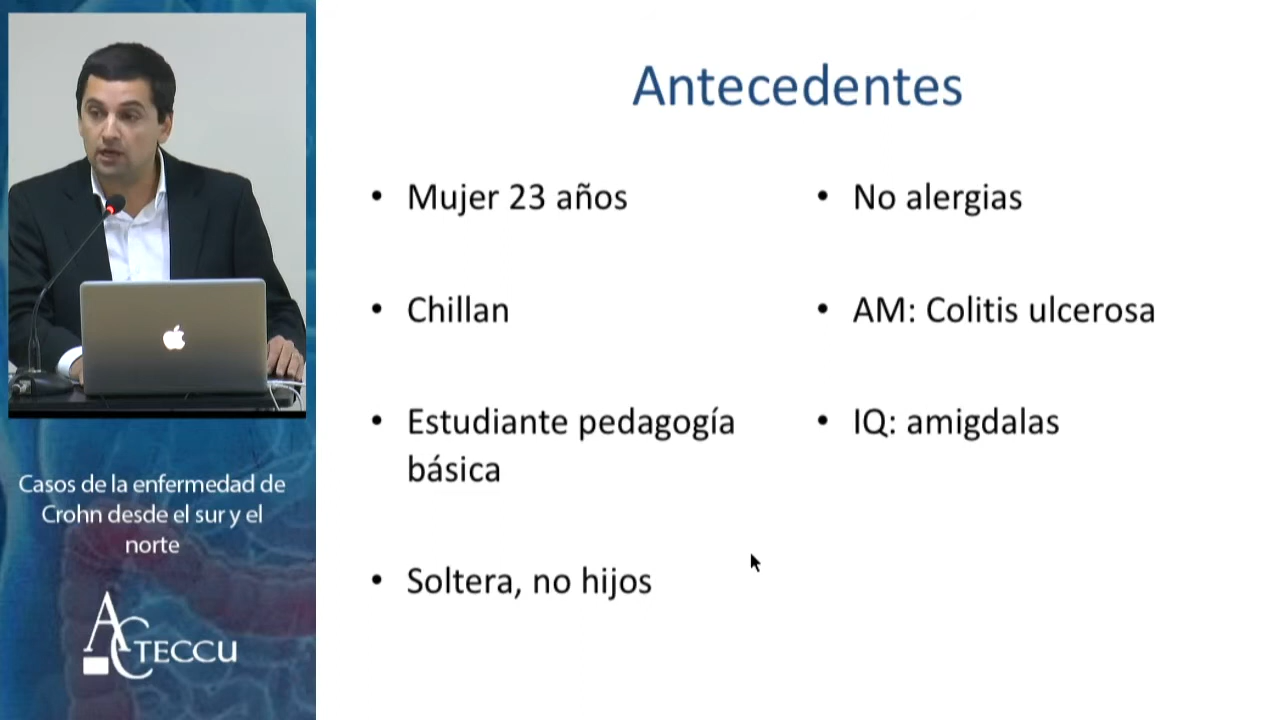 Antecedentes
• Mujer 23 años
• Chillan
• Estudiante pedagogía
básica
• Soltera, no hijos
• No alergias
• AM: Colitis ulcerosa
• IQ: amigdalas
Casos de la enfermedad de
Crohn desde el sur y el
norte
ACTECCU